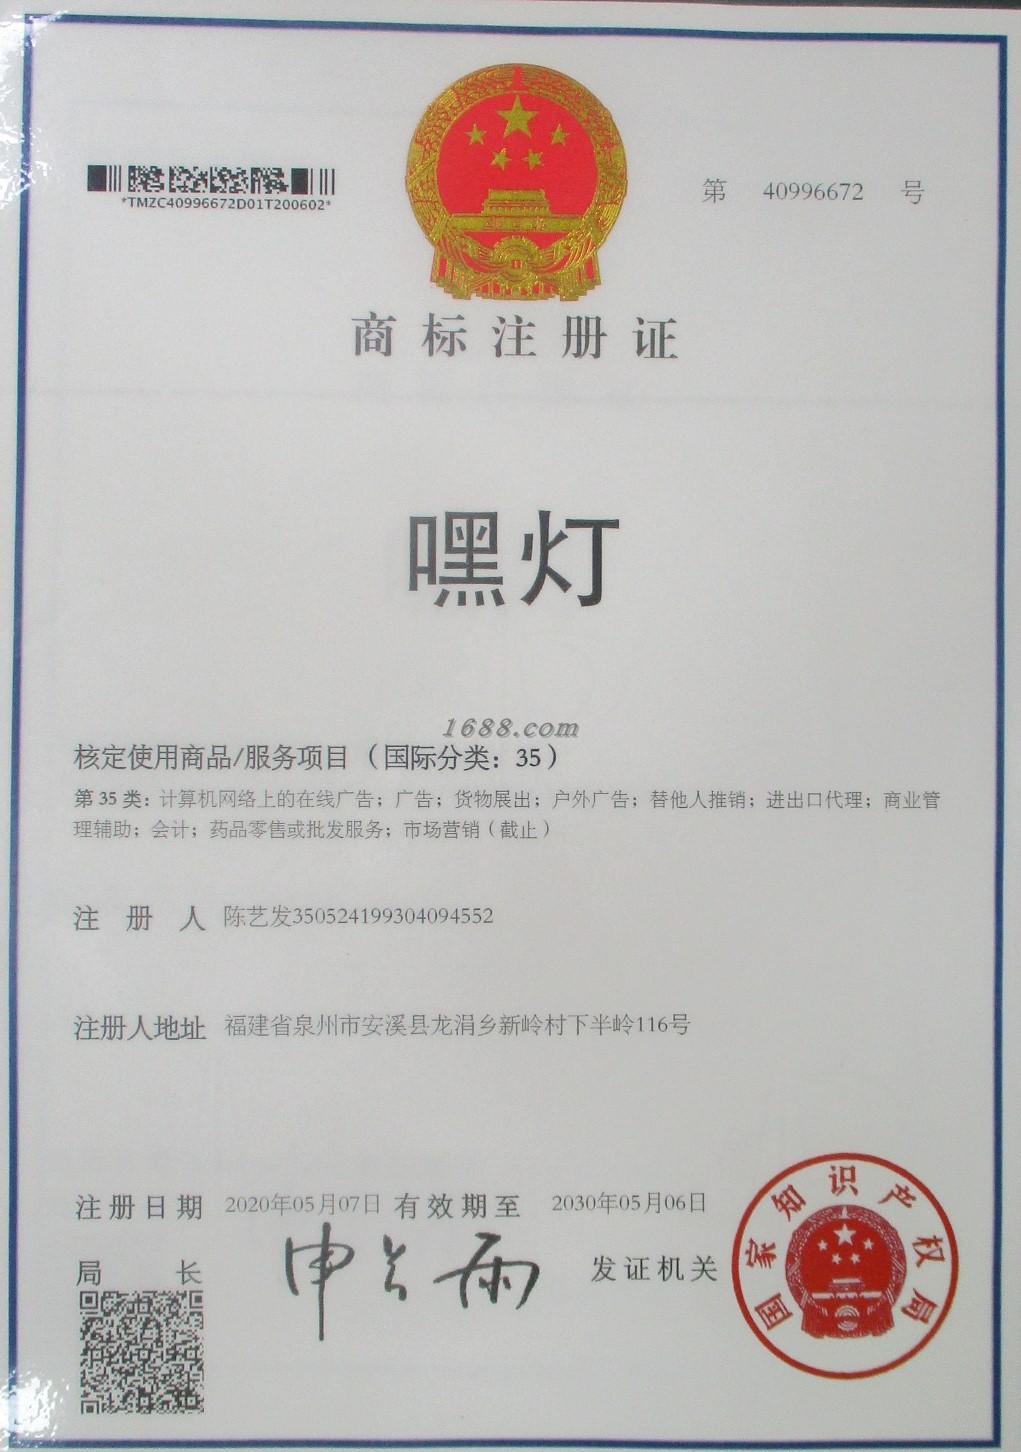 *TMZC40996672D01T200602*
第 40996672 号
商标注册证
嘿灯
1688.com
核定使用商品/服务项目（国际分类：35）
第 35 类：计算机网络上的在线广告；广告；货物展出；户外广告；替他人推销；进出口代理；商业管
理辅助；会计；药品零售或批发服务；市场营销（截止）
注 册 人 陈艺发350524199304094552
注册人地址 福建省泉州市安溪县龙涓乡新岭村下半岭116号
注册日期 2020年05月07日 有效期至 2030年05月06日
局 长 申长雨 发证机关
国家知识产权局